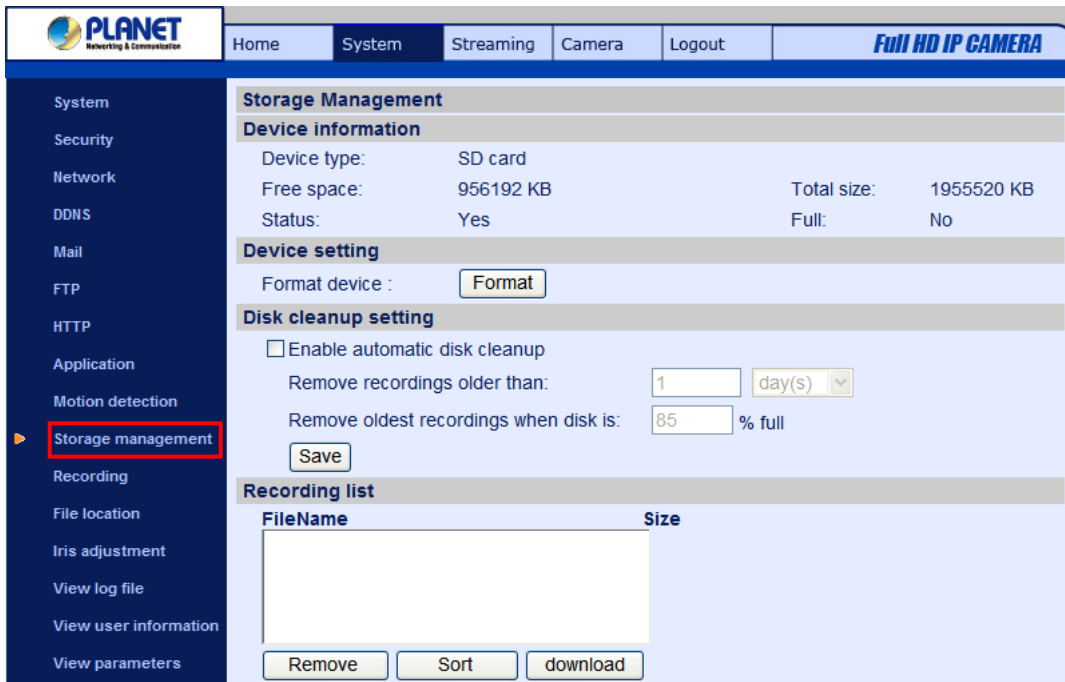 PLANET
Networking & Communication
Home System Streaming Camera Logout Full HD IP CAMERA
System
Security
Network
DDNS
Mail
FTP
HTTP
Application
Motion detection
Storage management
Recording
File location
Iris adjustment
View log file
View user information
View parameters
Storage Management
Device information
Device type: SD card
Free space: 956192 KB Total size: 1955520 KB
Status: Yes Full: No
Device setting
Format device : Format
Disk cleanup setting
Enable automatic disk cleanup
Remove recordings older than: 1 day(s)
Remove oldest recordings when disk is: 85 % full
Save
Recording list
FileName Size
Remove Sort download